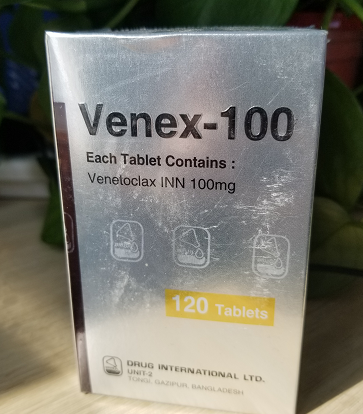 Venex-100
Each Tablet Contains :
Venetoclax INN 100mg
120 Tablets
DRUG INTERNATIONAL LTD.
UNIT-2
TONGI, GAZIPUR, BANGLADESH